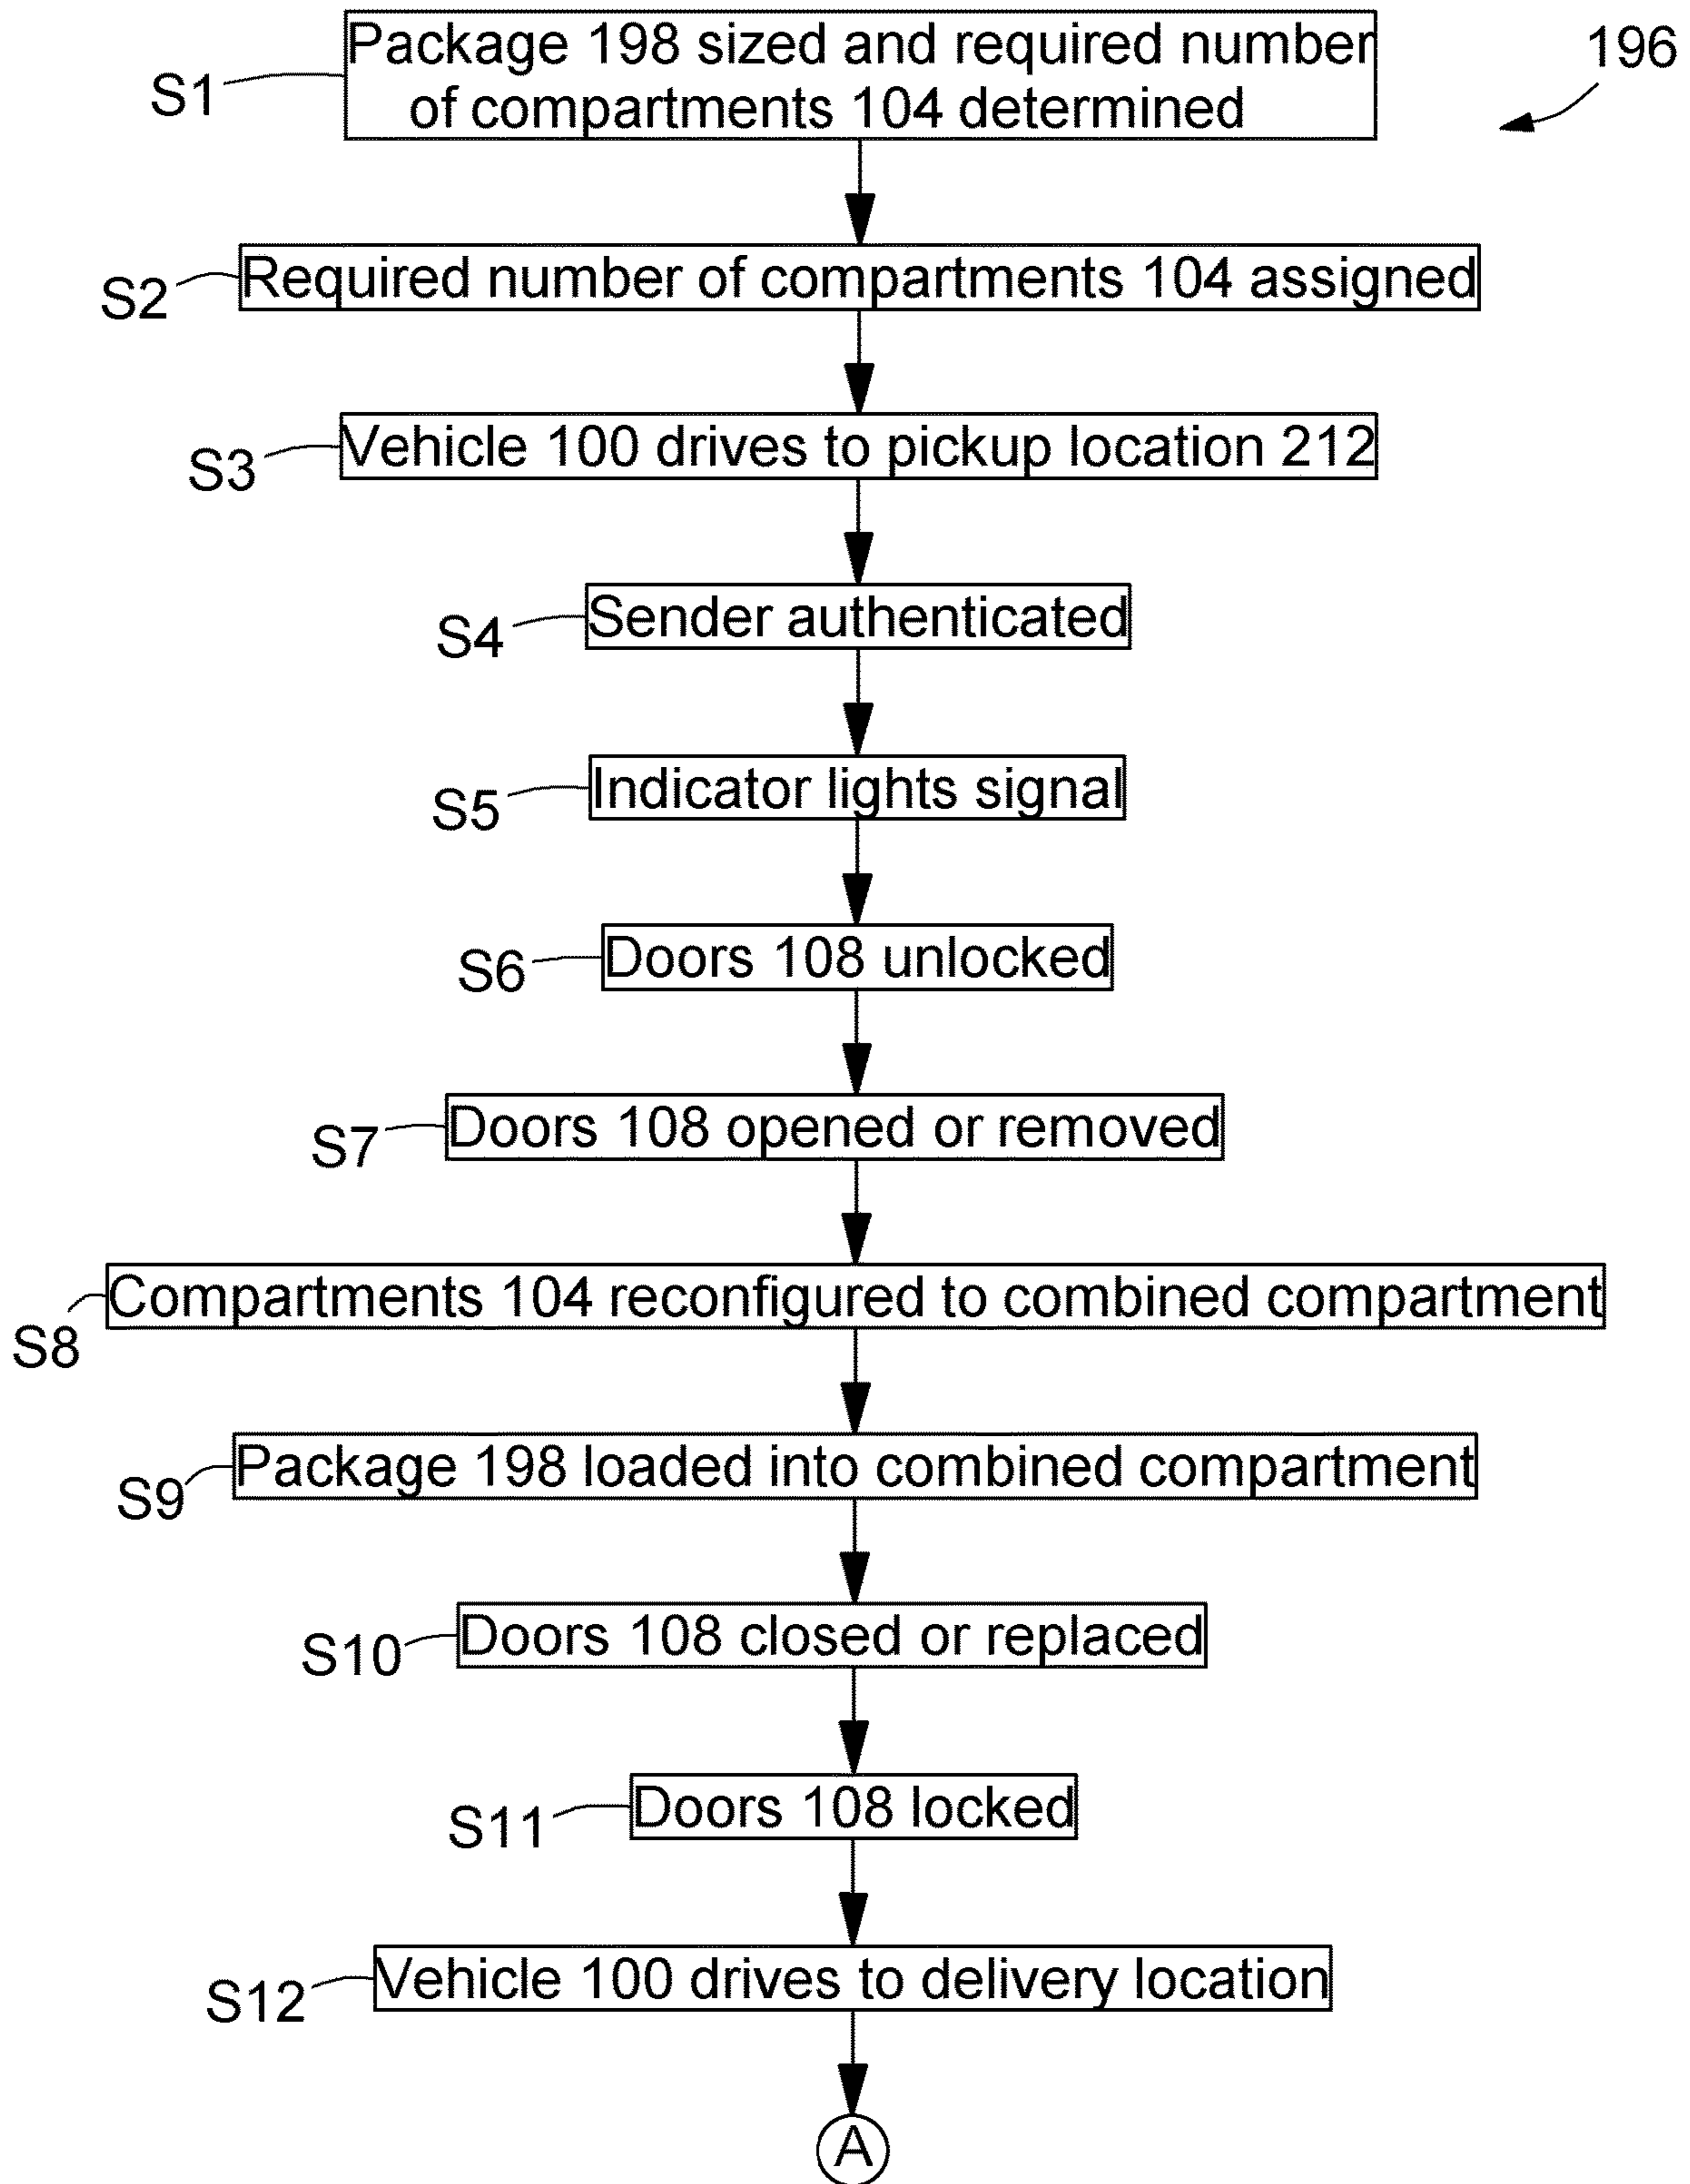 Package 198 sized and required number
of compartments 104 determined
196
S1
Required number of compartments 104 assigned
S2
Vehicle 100 drives to pickup location 212
S3
Sender authenticated
S4
Indicator lights signal
S5
Doors 108 unlocked
S6
Doors 108 opened or removed
S7
Compartments 104 reconfigured to combined compartment
S8
Package 198 loaded into combined compartment
S9
Doors 108 closed or replaced
S10
Doors 108 locked
S11
Vehicle 100 drives to delivery location
S12
A